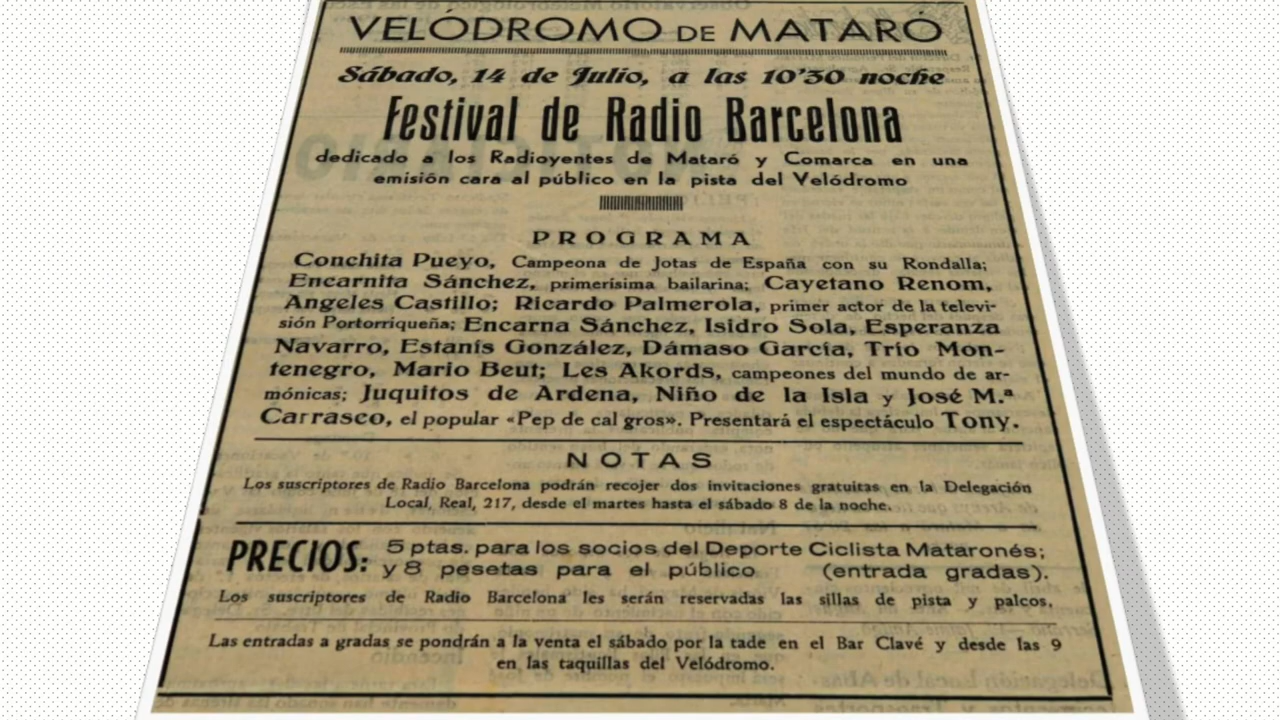 VELÓDROMO DE MATARÓ
Sábado, 14 de Julio, a las 10'30 noche
Festival de Radio Barcelona
dedicado a los Radioyentes de Mataró y Comarca en una
emisión cara al público en la pista del Velódromo
PROGRAMA
Conchita Pueyo, Campeona de Jotas de España con su Rondalla;
Encarnita Sánchez, primerísima bailarina; Cayetano Renom,
Angeles Castillo; Ricardo Palmerola, primer actor de la televi-
sión Portorriqueña; Encarna Sánchez, Isidro Sola, Esperanza
Navarro, Estanís González, Dámaso García, Trío Mon-
tenegro, Mario Beut; Les Akords, campeones del mundo de ar-
mónicas; Juquitos de Ardena, Niño de la Isla y José M.ª
Carrasco, el popular «Pep de cal gros». Presentará el espectáculo Tony.
NOTAS
Los suscriptores de Radio Barcelona podrán recojer dos invitaciones gratuitas en la Delegación
Local, Real, 217, desde el martes hasta el sábado 8 de la noche.
PRECIOS: 5 ptas. para los socios del Deporte Ciclista Mataronés;
y 8 pesetas para el público (entrada gradas).
Los suscriptores de Radio Barcelona les serán reservadas las sillas de pista y palcos.
Las entradas a gradas se pondrán a la venta el sábado por la tade en el Bar Clavé y desde las 9
en las taquillas del Velódromo.